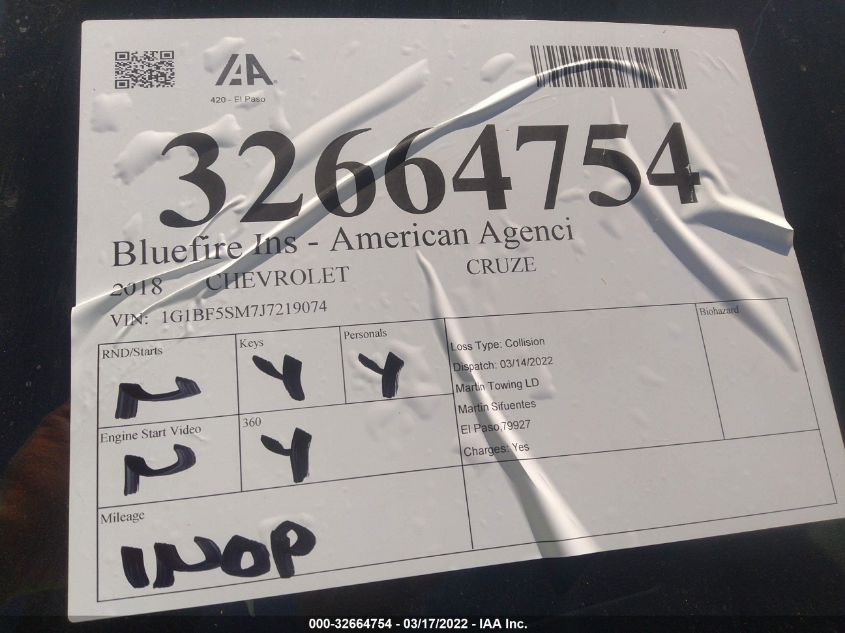 IAA
420 - El Paso
32664754
Bluefire Ins - American Agenci
2018 CHEVROLET CRUZE
VIN: 1G1BF5SM7J7219074
RND/Starts Keys Personals
N Y Y
Engine Start Video 360
N Y
Mileage
INOP
Loss Type: Collision
Dispatch: 03/14/2022
Martin Towing LD
Martin Sifuentes
El Paso,79927
Charges: Yes
Biohazard
000-32664754 - 03/17/2022 - IAA Inc.